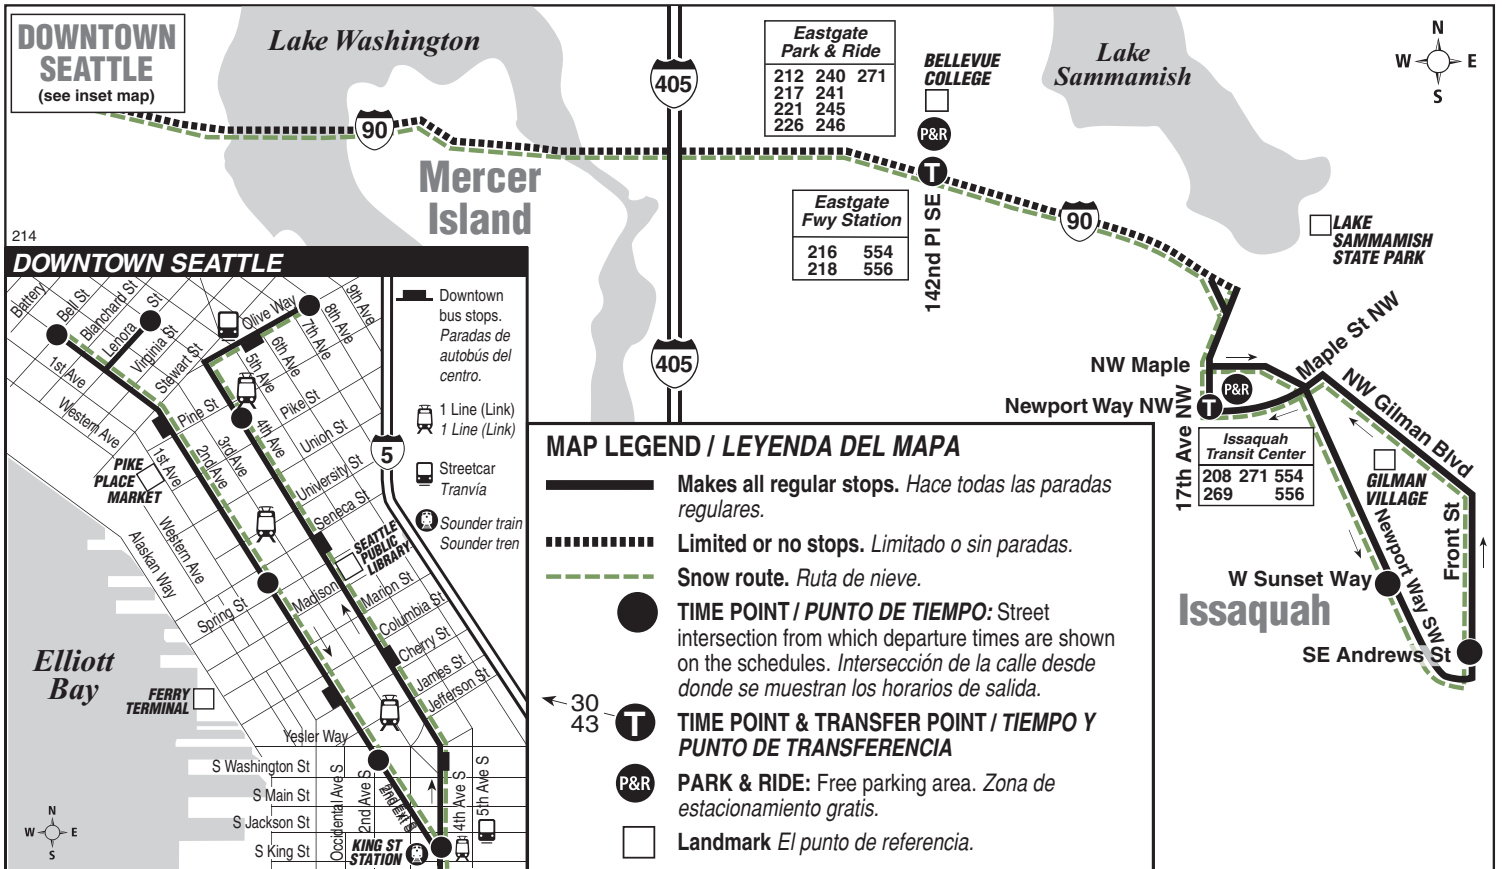 DOWNTOWN
SEATTLE
(see inset map)
Lake Washington
405
Eastgate
Park & Ride
212 240 271
217 241
221 245
226 246
BELLEVUE
COLLEGE
P&R
T
Lake
Sammamish
N
W E
S
90
Mercer
Island
Eastgate
Fwy Station
216 554
218 556
142nd Pl SE
90
LAKE
SAMMAMISH
STATE PARK
405
NW Maple
Newport Way NW
T
P&R
17th Ave NW
Maple St NW
NW Gilman Blvd
Issaquah
Transit Center
208 271 554
269 556
GILMAN
VILLAGE
Front St
Newport Way SW
W Sunset Way
Issaquah
SE Andrews St
214
DOWNTOWN SEATTLE
Battery
Bell St
Blanchard St
Lenora
St
Virginia St
Stewart St
Olive Way
9th Ave
8th Ave
7th Ave
6th Ave
5th Ave
4th Ave
3rd Ave
2nd Ave
1st Ave
1st Ave
Western Ave
Western Ave
Alaskan Way
Pine St
Pike St
Union St
University St
Seneca St
Spring St
Madison
Marion St
Columbia St
Cherry St
James St
Jefferson St
Yesler Way
S Washington St
S Main St
S Jackson St
S King St
Occidental Ave S
2nd Ave S
4th Ave S
5th Ave S
PIKE
PLACE
MARKET
SEATTLE
PUBLIC
LIBRARY
FERRY
TERMINAL
KING ST
STATION
Elliott
Bay
5
N
W E
S
Downtown
bus stops.
Paradas de
autobús del
centro.
1 Line (Link)
1 Line (Link)
Streetcar
Tranvía
Sounder train
Sounder tren
MAP LEGEND / LEYENDA DEL MAPA
Makes all regular stops. Hace todas las paradas
regulares.
Limited or no stops. Limitado o sin paradas.
Snow route. Ruta de nieve.
TIME POINT / PUNTO DE TIEMPO: Street
intersection from which departure times are shown
on the schedules. Intersección de la calle desde
donde se muestran los horarios de salida.
30
43
T
TIME POINT & TRANSFER POINT / TIEMPO Y
PUNTO DE TRANSFERENCIA
P&R
PARK & RIDE: Free parking area. Zona de
estacionamiento gratis.
Landmark El punto de referencia.